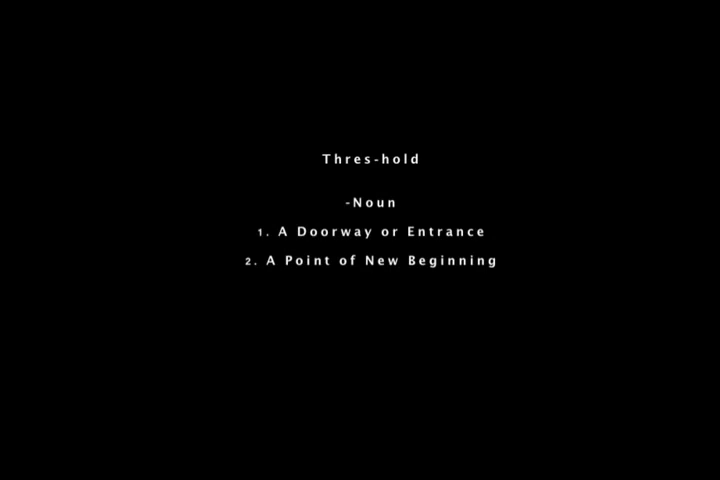 Thres-hold
-Noun
1. A Doorway or Entrance
2. A Point of New Beginning